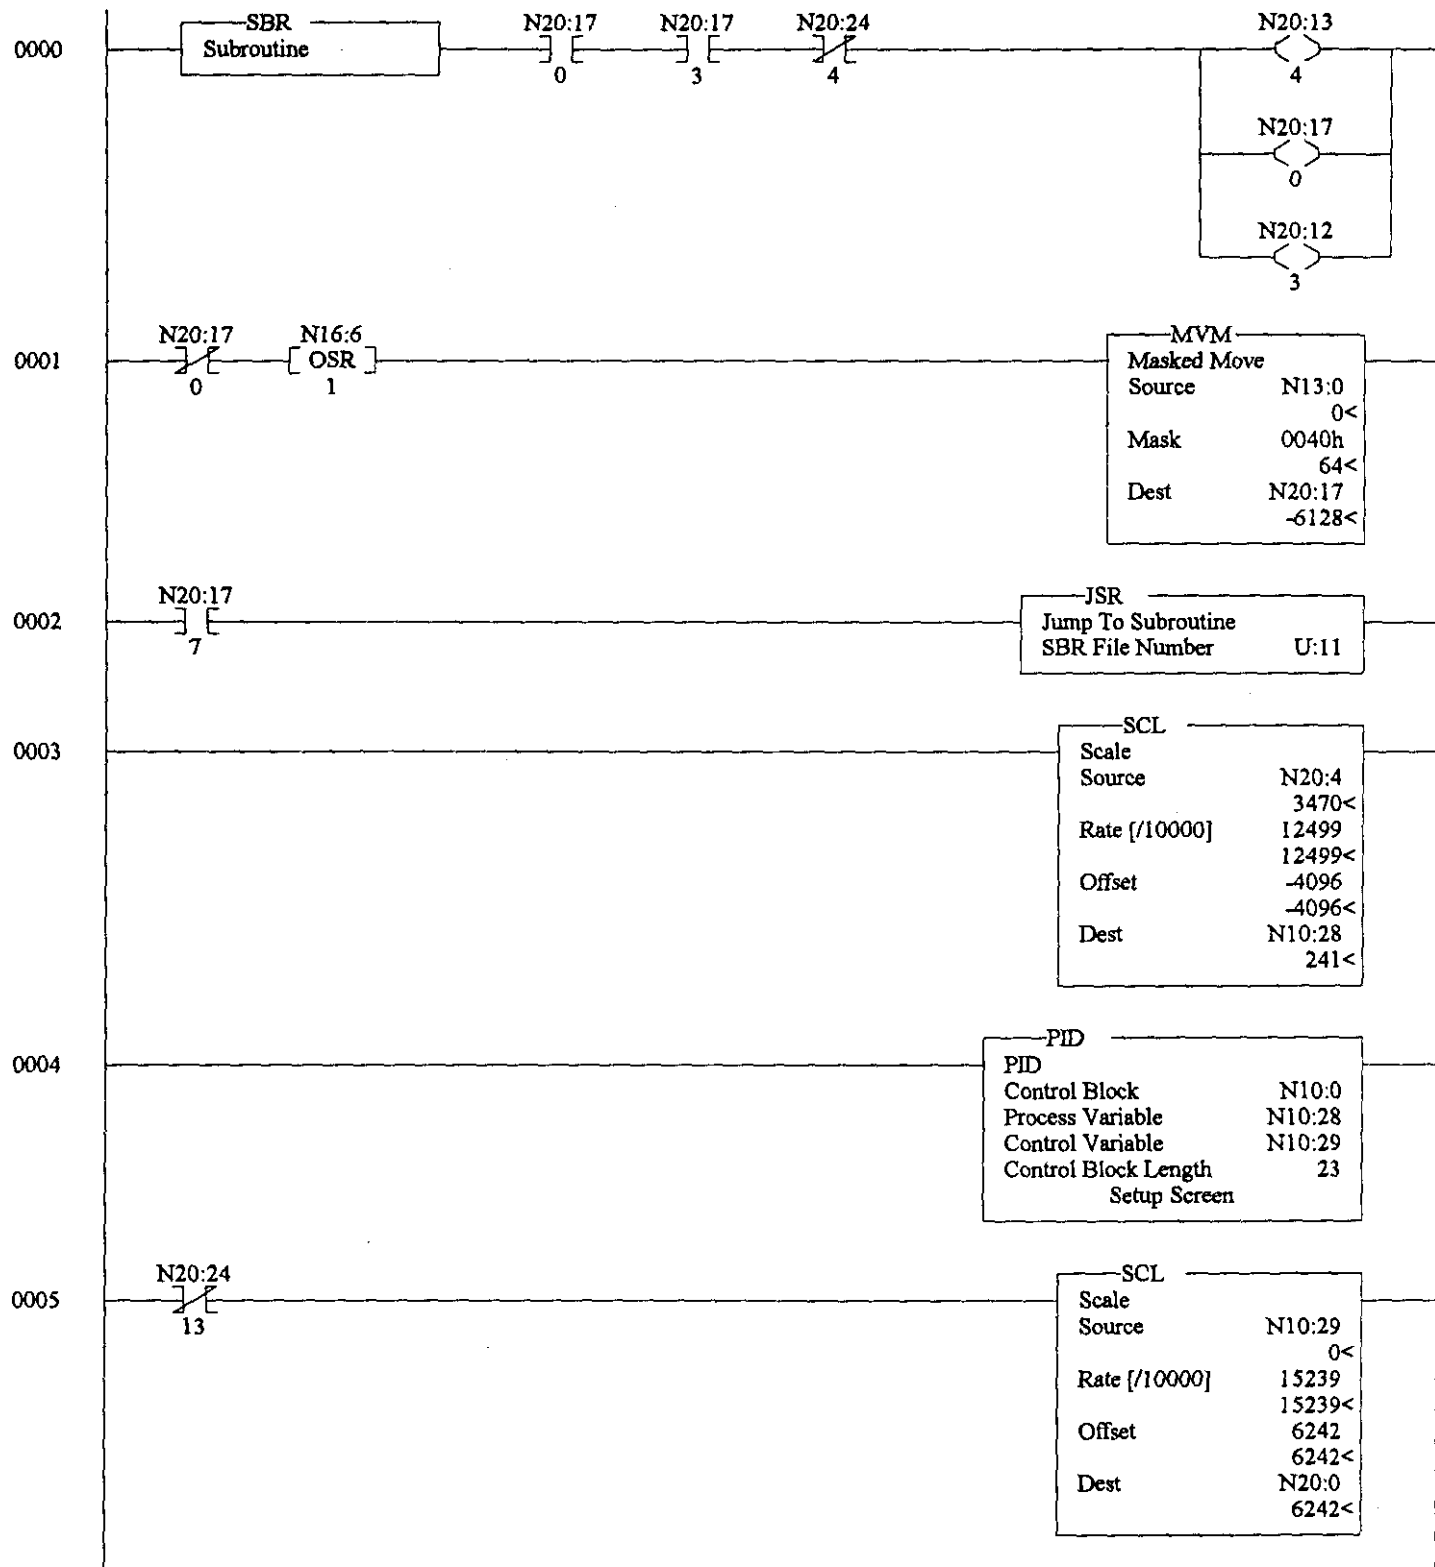 SBR
0000
Subroutine
N20:17
0
N20:17
3
N20:24
4
N20:13
4
N20:17
0
N20:12
3
0001
N20:17
0
N16:6
OSR
1
MVM
Masked Move
Source N13:0
0<
Mask 0040h
64<
Dest N20:17
-6128<
0002
N20:17
7
JSR
Jump To Subroutine
SBR File Number U:11
0003
SCL
Scale
Source N20:4
3470<
Rate [/10000] 12499
12499<
Offset -4096
-4096<
Dest N10:28
241<
0004
PID
PID
Control Block N10:0
Process Variable N10:28
Control Variable N10:29
Control Block Length 23
Setup Screen
0005
N20:24
13
SCL
Scale
Source N10:29
0<
Rate [/10000] 15239
15239<
Offset 6242
6242<
Dest N20:0
6242<